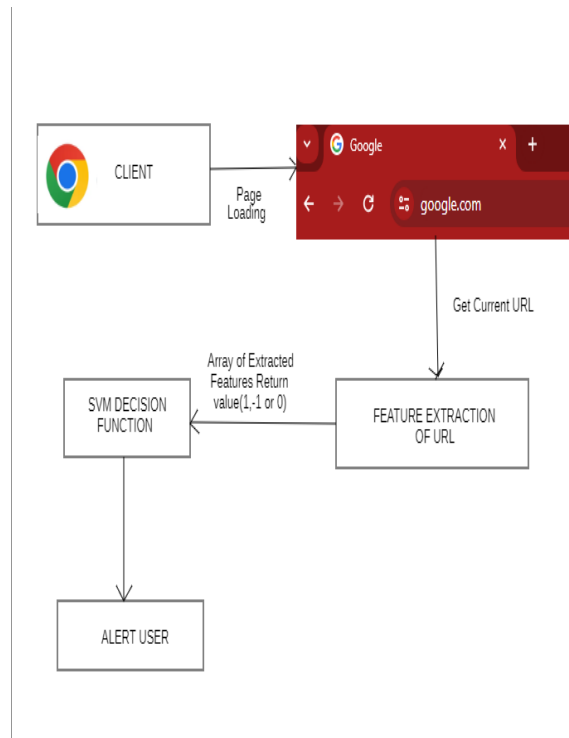 CLIENT
Page
Loading
Google
google.com
Get Current URL
Array of Extracted
Features Return
value(1,-1 or 0)
SVM DECISION
FUNCTION
FEATURE EXTRACTION
OF URL
ALERT USER